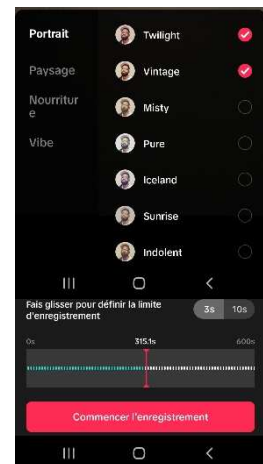 Portrait
Twilight
Paysage
Vintage
Nourritur
e
Misty
Vibe
Pure
Iceland
Sunrise
Indolent
Fais glisser pour définir la limite
d'enregistrement
3s
10s
0s
315.1s
600s
Commencer l'enregistrement